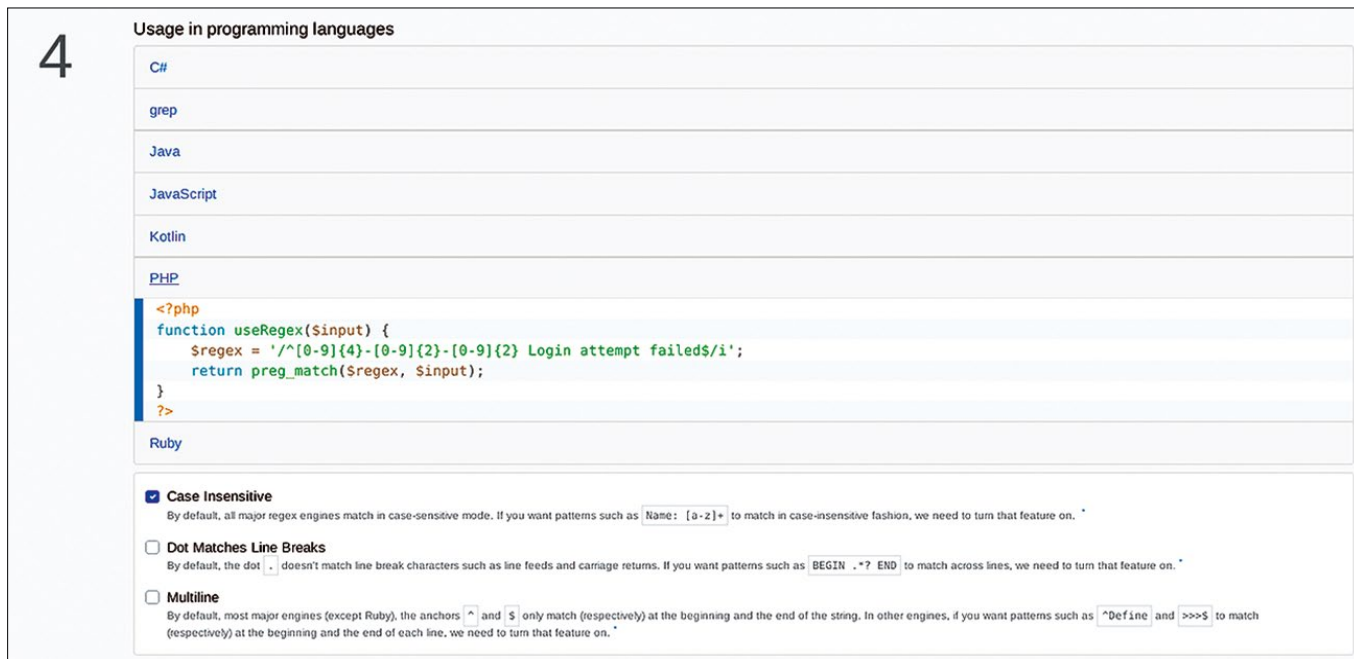 4
Usage in programming languages
C#
grep
Java
JavaScript
Kotlin
PHP
<?php
function useRegex($input) {
    $regex = '/^[0-9]{4}-[0-9]{2}-[0-9]{2} Login attempt failed$/i';
    return preg_match($regex, $input);
}
?>
Ruby
Case Insensitive
By default, all major regex engines match in case-sensitive mode. If you want patterns such as Name: [a-z]+ to match in case-insensitive fashion, we need to turn that feature on. *
Dot Matches Line Breaks
By default, the dot . doesn't match line break characters such as line feeds and carriage returns. If you want patterns such as BEGIN .*? END to match across lines, we need to turn that feature on. *
Multiline
By default, most major engines (except Ruby), the anchors ^ and $ only match (respectively) at the beginning and the end of the string. In other engines, if you want patterns such as ^Define and >>>$ to match
(respectively) at the beginning and the end of each line, we need to turn that feature on. *